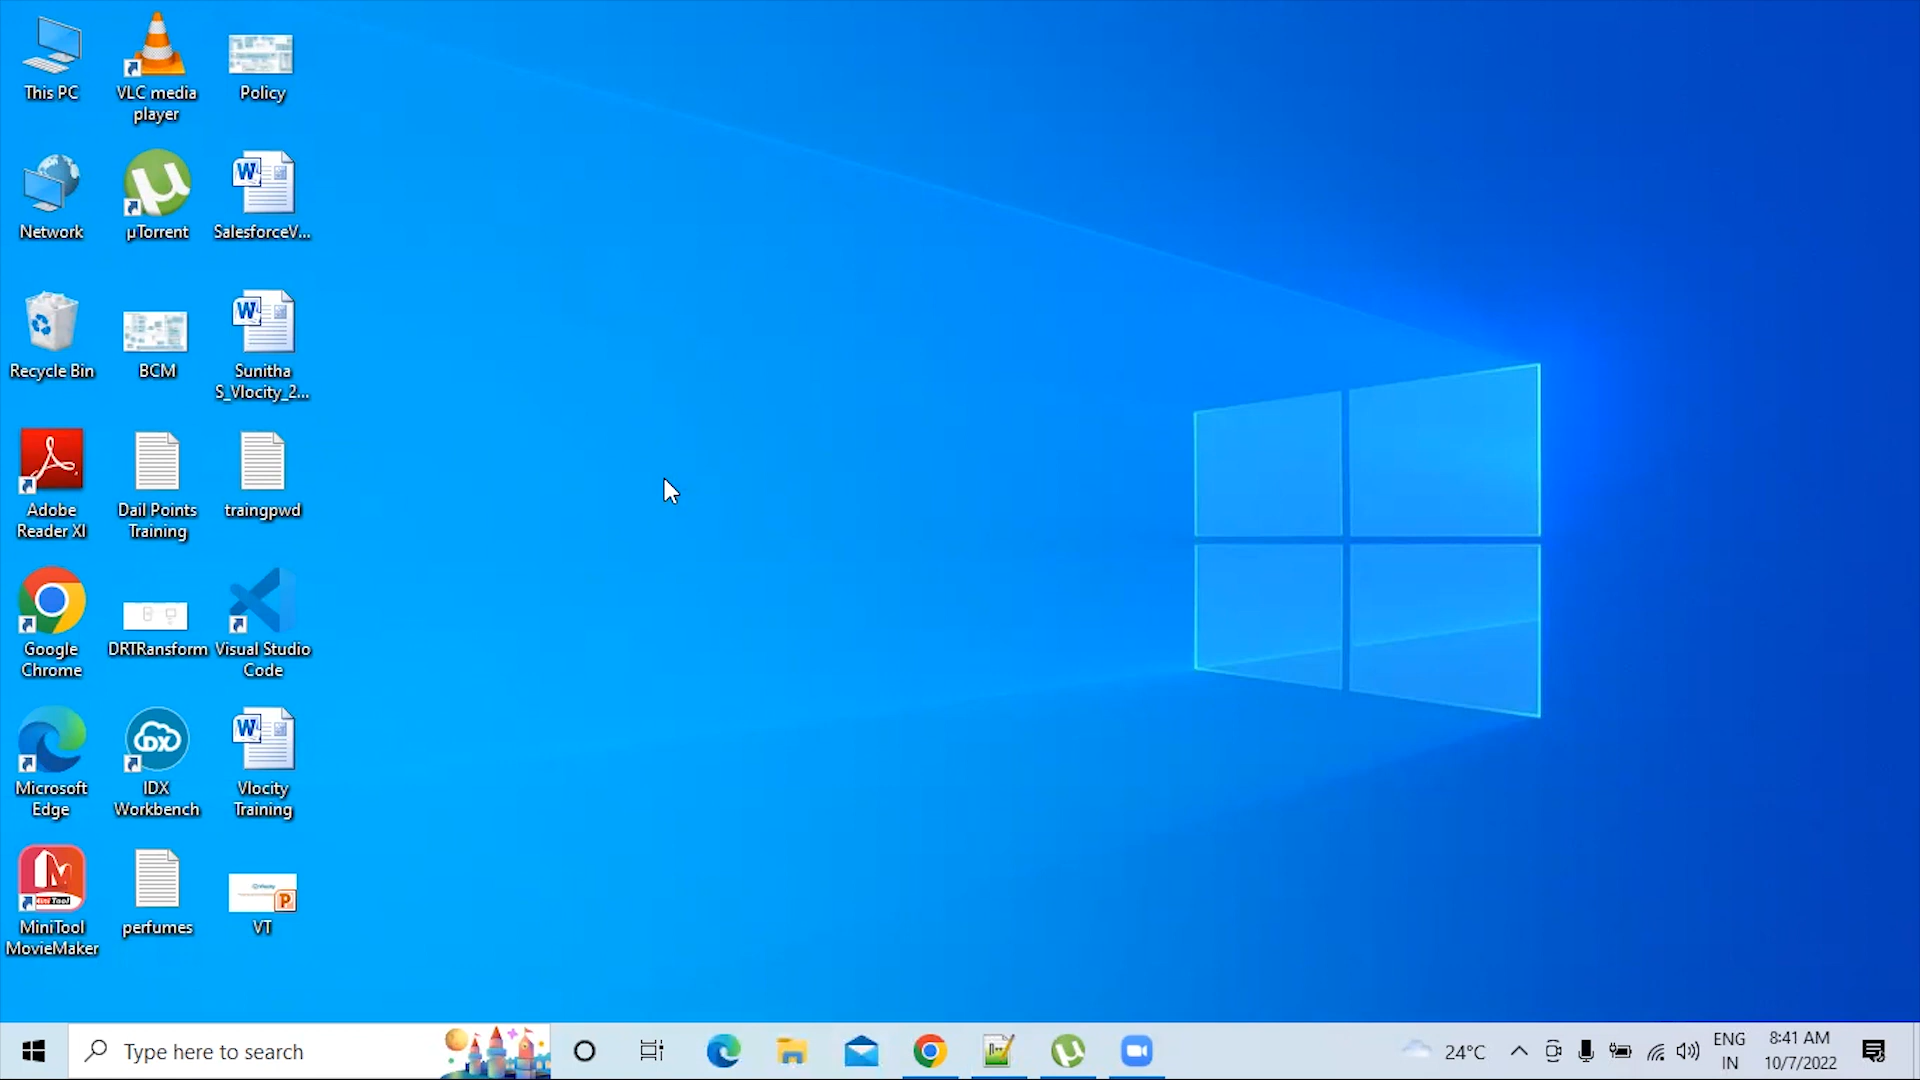 This PC
VLC media
player
Policy
Network
µTorrent
SalesforceV...
Recycle Bin
BCM
Sunitha
S_Vlocity_2...
Adobe
Reader XI
Dail Points
Training
traingpwd
Google
Chrome
DRTRansform
Visual Studio
Code
Microsoft
Edge
DX
IDX
Workbench
Vlocity
Training
MiniTool
MovieMaker
perfumes
VT
Type here to search
24°C
ENG
IN
8:41 AM
10/7/2022